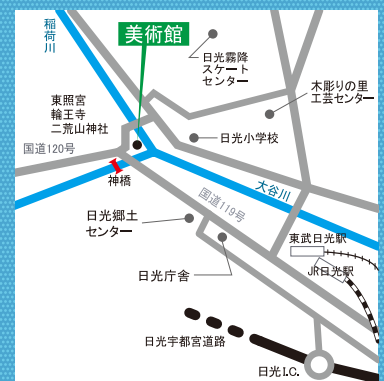 稲荷川
美術館
日光霧降
スケート
センター
木彫りの里
工芸センター
東照宮
輪王寺
二荒山神社
日光小学校
国道120号
神橋
大谷川
国道119号
日光郷土
センター
東武日光駅
JR日光駅
日光庁舎
日光宇都宮道路
日光I.C.